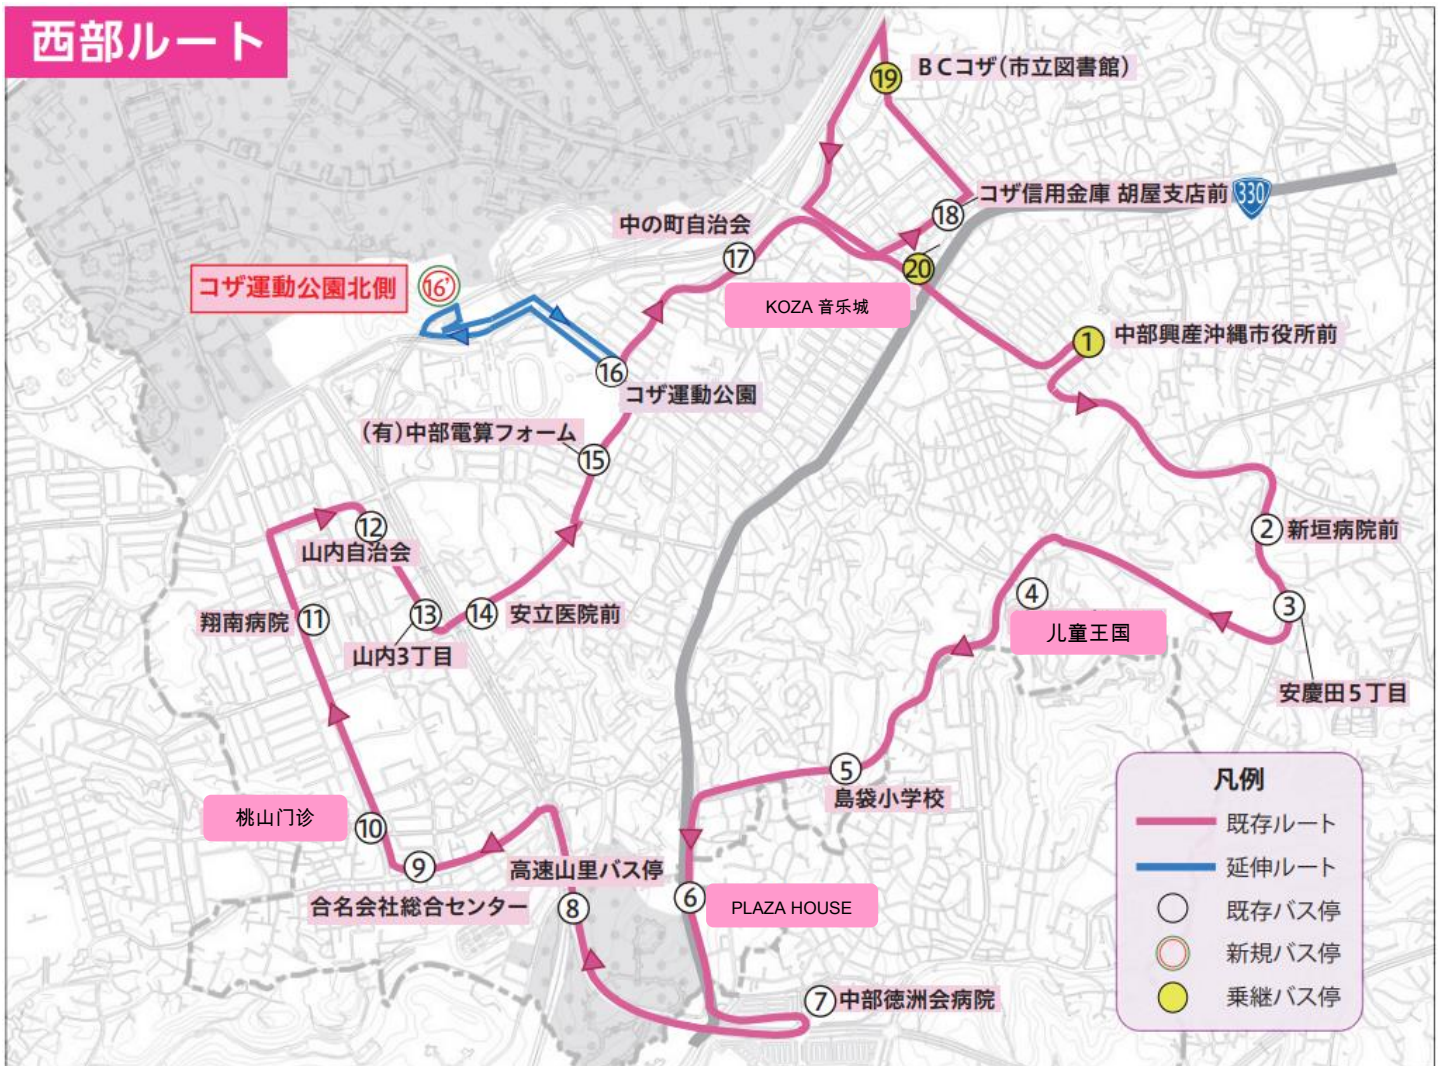 西部ルート
19
BCコザ(市立図書館)
330
コザ信用金庫 胡屋支店前
18
中の町自治会
17
20
コザ運動公園北側
16'
KOZA 音乐城
1
中部興産沖縄市役所前
16
コザ運動公園
(有)中部電算フォーム
15
12
山内自治会
2
新垣病院前
翔南病院
11
13
14
安立医院前
山内3丁目
4
儿童王国
3
安慶田5丁目
5
島袋小学校
桃山门诊
10
9
合名会社総合センター
高速山里バス停
8
6
PLAZA HOUSE
7
中部徳洲会病院
凡例
既存ルート
延伸ルート
既存バス停
新規バス停
乗継バス停